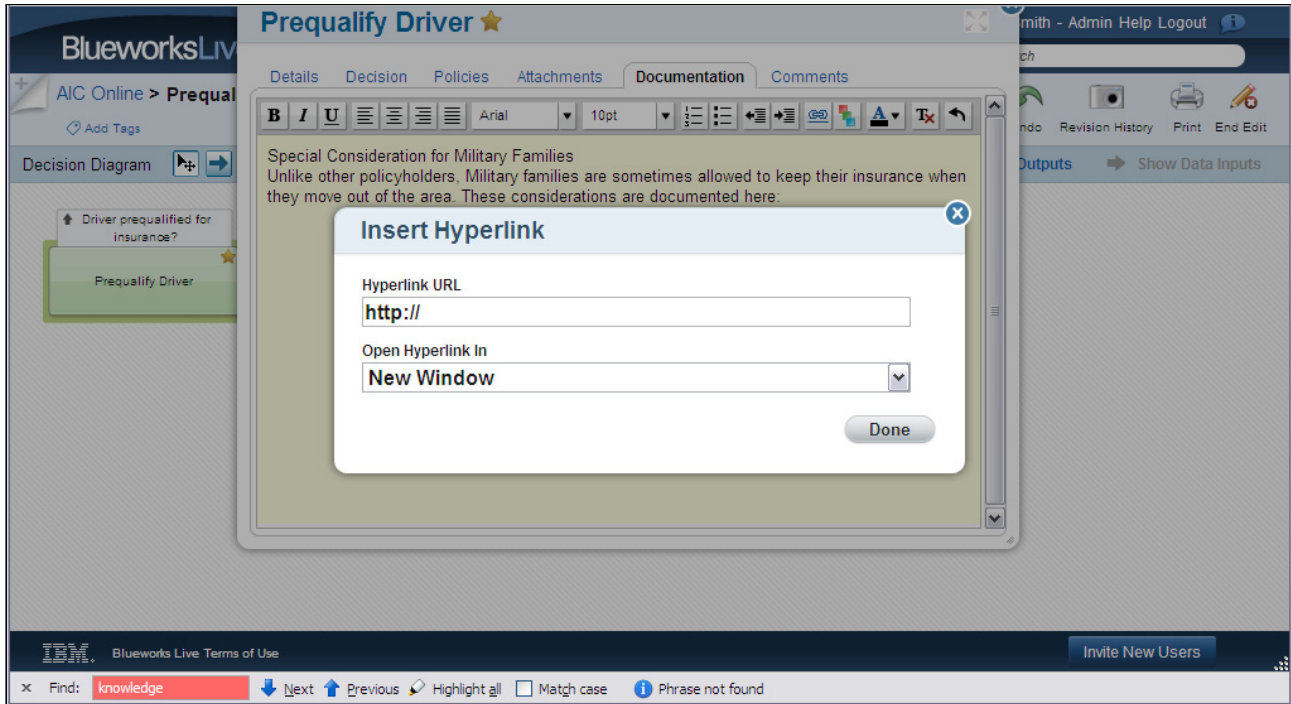 Prequalify Driver
mith - Admin Help Logout
BlueworksLiv
ch
Details Decision Policies Attachments Documentation Comments
AIC Online > Prequal
B I U Arial 10pt
Add Tags
ndo Revision History Print End Edit
Decision Diagram
Outputs Show Data Inputs
Special Consideration for Military Families
Unlike other policyholders, Military families are sometimes allowed to keep their insurance when
they move out of the area. These considerations are documented here:
Driver prequalified for
insurance?
Prequalify Driver
Insert Hyperlink
Hyperlink URL
http://
Open Hyperlink In
New Window
Done
IBM. Blueworks Live Terms of Use
Invite New Users
x Find: knowledge Next Previous Highlight all Match case Phrase not found